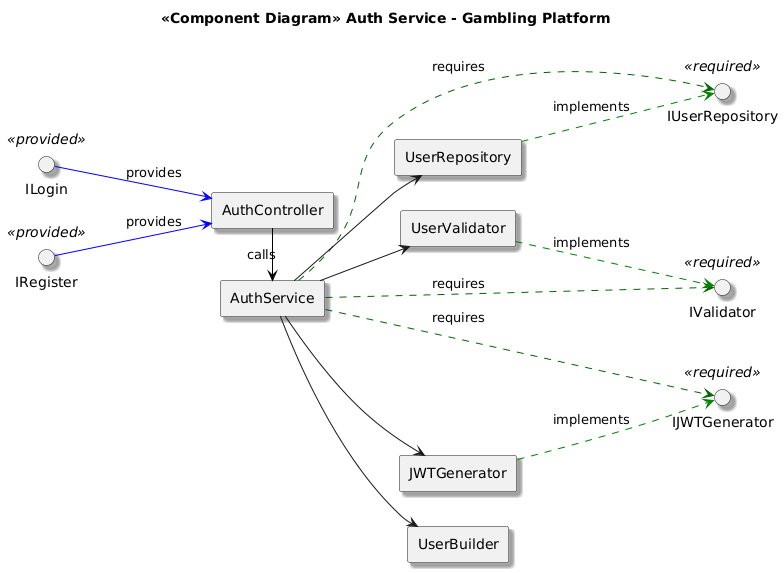 «Component Diagram» Auth Service - Gambling Platform
requires
«required»
IUserRepository
implements
UserRepository
«provided»
ILogin
provides
AuthController
UserValidator
«provided»
IRegister
provides
calls
implements
«required»
IValidator
AuthService
requires
requires
«required»
IJWTGenerator
implements
JWTGenerator
UserBuilder